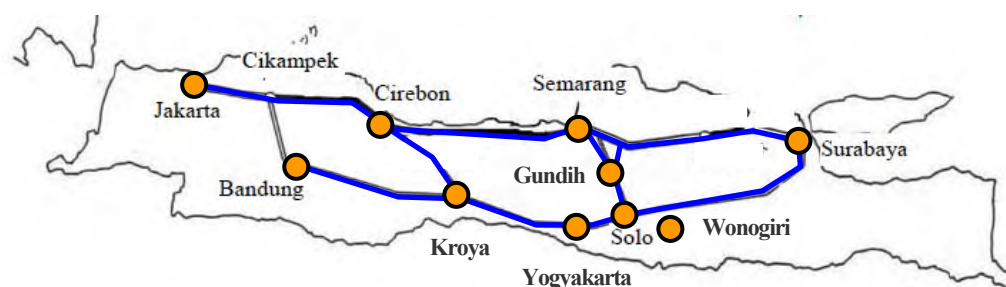 Cikampek
Jakarta
Cirebon
Semarang
Surabaya
Bandung
Gundih
Kroya
Solo
Wonogiri
Yogyakarta